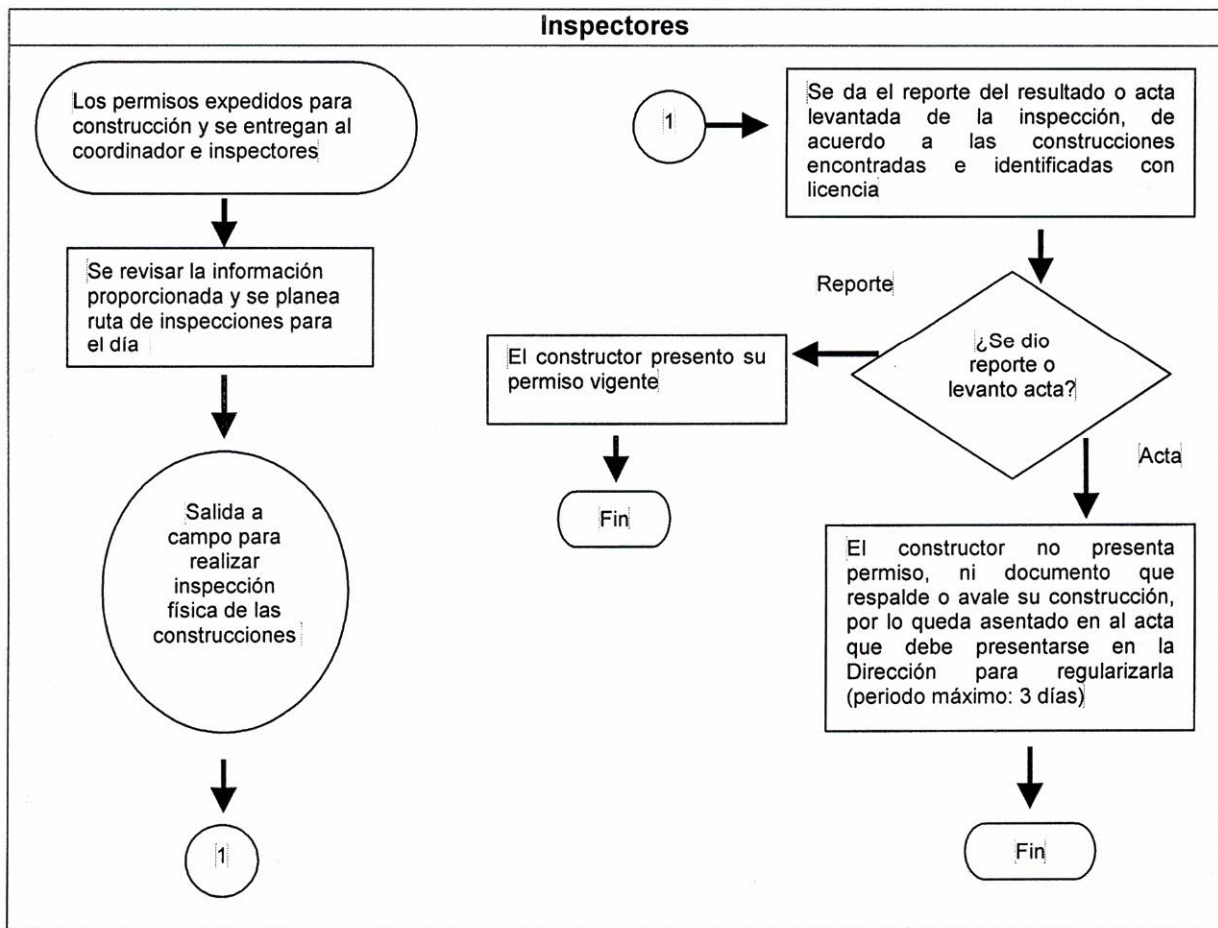 Inspectores
Los permisos expedidos para
construcción y se entregan al
coordinador e inspectores
Se revisar la información
proporcionada y se planea
ruta de inspecciones para
el día
Salida a
campo para
realizar
inspección
física de las
construcciones
1
1
Se da el reporte del resultado o acta
levantada de la inspección, de
acuerdo a las construcciones
encontradas e identificadas con
licencia
¿Se dio
reporte o
levanto acta?
Reporte
El constructor presento su
permiso vigente
Fin
Acta
El constructor no presenta
permiso, ni documento que
respalde o avale su construcción,
por lo queda asentado en al acta
que debe presentarse en la
Dirección para regularizarla
(periodo máximo: 3 días)
Fin